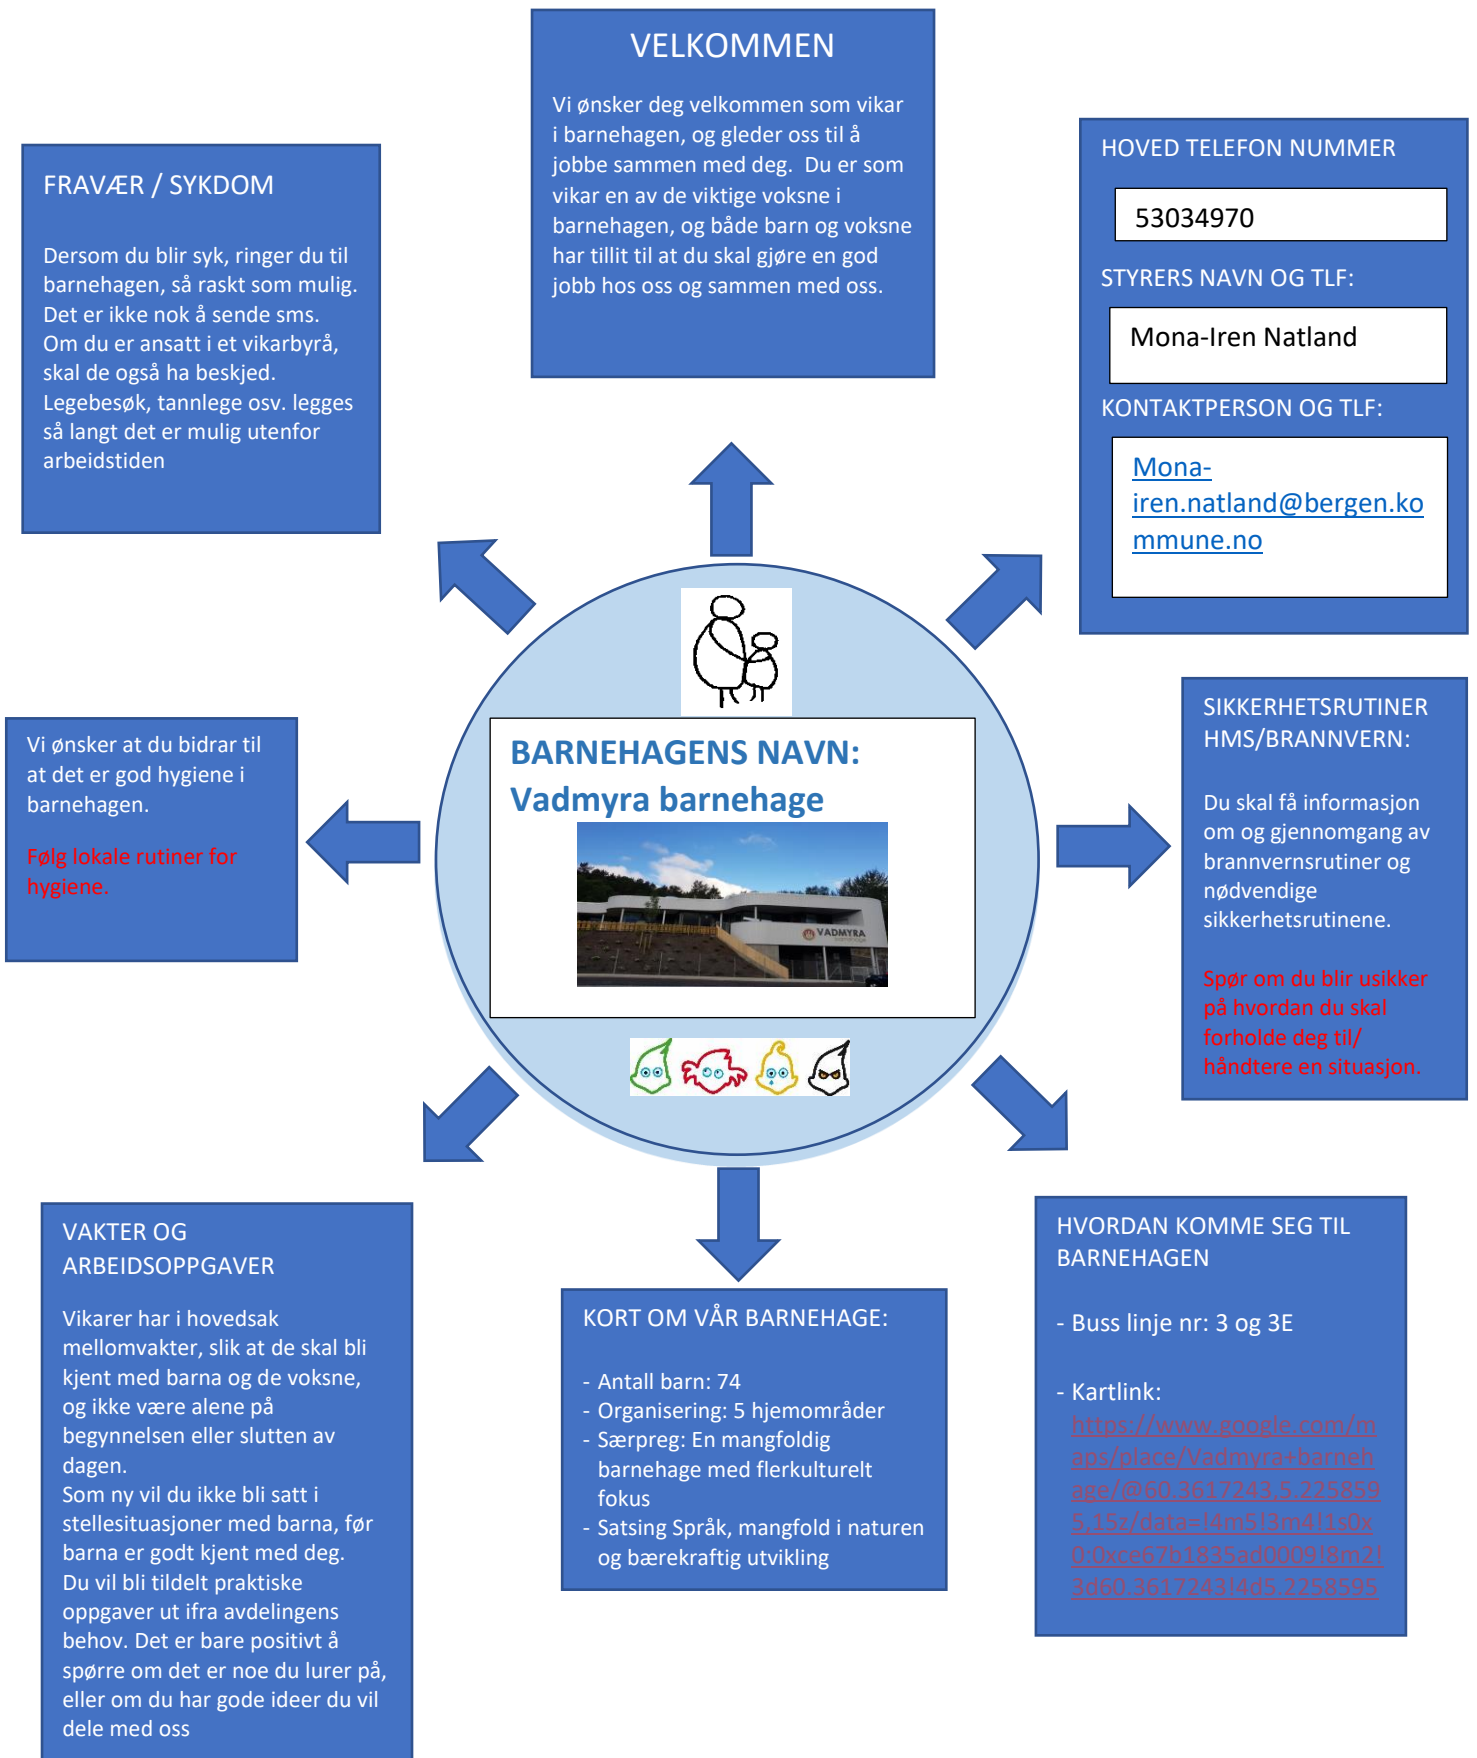 VELKOMMEN
Vi ønsker deg velkommen som vikar
i barnehagen, og gleder oss til å
jobbe sammen med deg. Du er som
vikar en av de viktige voksne i
barnehagen, og både barn og voksne
har tillit til at du skal gjøre en god
jobb hos oss og sammen med oss.
FRAVÆR / SYKDOM
Dersom du blir syk, ringer du til
barnehagen, så raskt som mulig.
Det er ikke nok å sende sms.
Om du er ansatt i et vikarbyrå,
skal de også ha beskjed.
Legebesøk, tannlege osv. legges
så langt det er mulig utenfor
arbeidstiden
HOVED TELEFON NUMMER
53034970
STYRERS NAVN OG TLF:
Mona-Iren Natland
KONTAKTPERSON OG TLF:
Mona-
iren.natland@bergen.ko
mmune.no
Vi ønsker at du bidrar til
at det er god hygiene i
barnehagen.
Følg lokale rutiner for
hygiene.
BARNEHAGENS NAVN:
Vadmyra barnehage
VADMYRA
barnehage
SIKKERHETSRUTINER
HMS/BRANNVERN:
Du skal få informasjon
om og gjennomgang av
brannvernsrutiner og
nødvendige
sikkerhetsrutinene.
Spør om du blir usikker
på hvordan du skal
forholde deg til/
håndtere en situasjon.
VAKTER OG
ARBEIDSOPPGAVER
Vikarer har i hovedsak
mellomvakter, slik at de skal bli
kjent med barna og de voksne,
og ikke være alene på
begynnelsen eller slutten av
dagen.
Som ny vil du ikke bli satt i
stellesituasjoner med barna, før
barna er godt kjent med deg.
Du vil bli tildelt praktiske
oppgaver ut ifra avdelingens
behov. Det er bare positivt å
spørre om det er noe du lurer på,
eller om du har gode ideer du vil
dele med oss
KORT OM VÅR BARNEHAGE:
- Antall barn: 74
- Organisering: 5 hjemområder
- Særpreg: En mangfoldig
barnehage med flerkulturelt
fokus
- Satsing Språk, mangfold i naturen
og bærekraftig utvikling
HVORDAN KOMME SEG TIL
BARNEHAGEN
- Buss linje nr: 3 og 3E
- Kartlink:
https://www.google.com/m
aps/place/Vadmyra+barneh
age/@60.3617243,5.225859
5,15z/data=!4m5!3m4!1s0x
0:0xce67b1835ad0009!8m2!
3d60.3617243!4d5.2258595